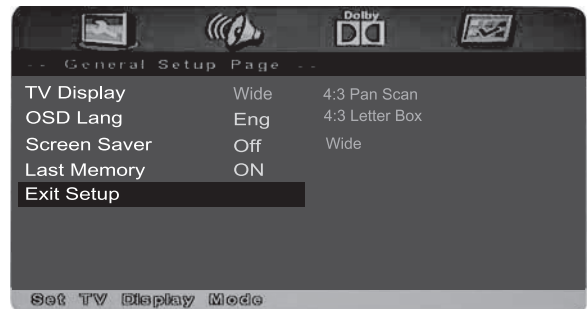 Dolby
-- General Setup Page --
TV Display Wide 4:3 Pan Scan
OSD Lang Eng 4:3 Letter Box
Screen Saver Off Wide
Last Memory ON
Exit Setup
Set TV Display Mode